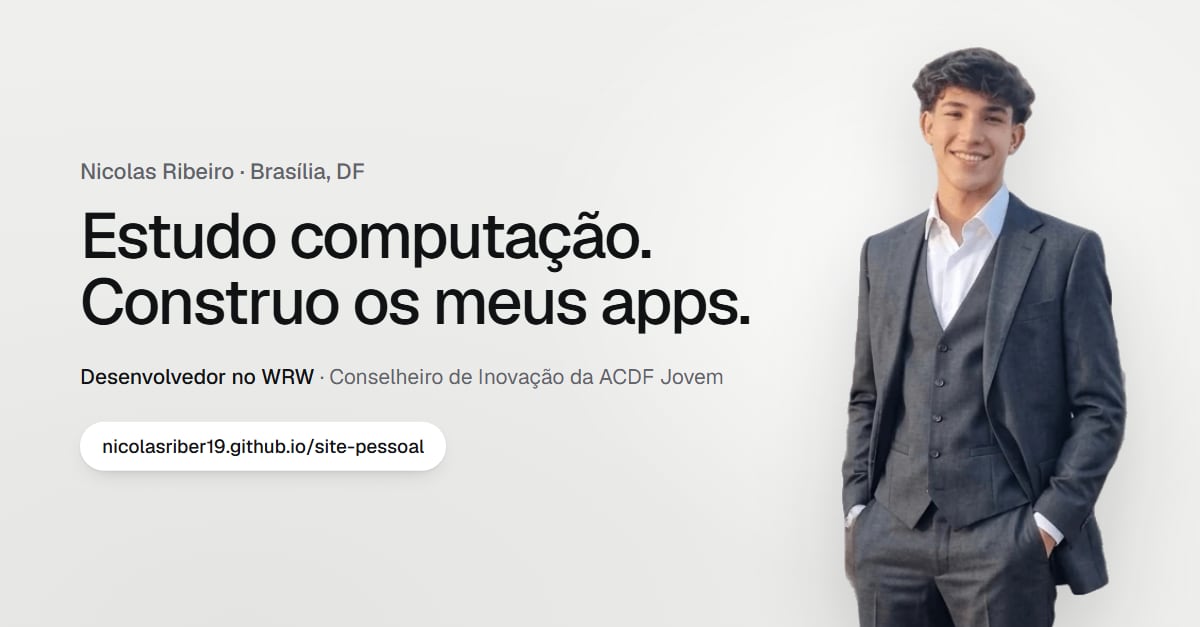 Nicolas Ribeiro · Brasília, DF
Estudo computação.
Construo os meus apps.
Desenvolvedor no WRW · Conselheiro de Inovação da ACDF Jovem
nicolasriber19.github.io/site-pessoal